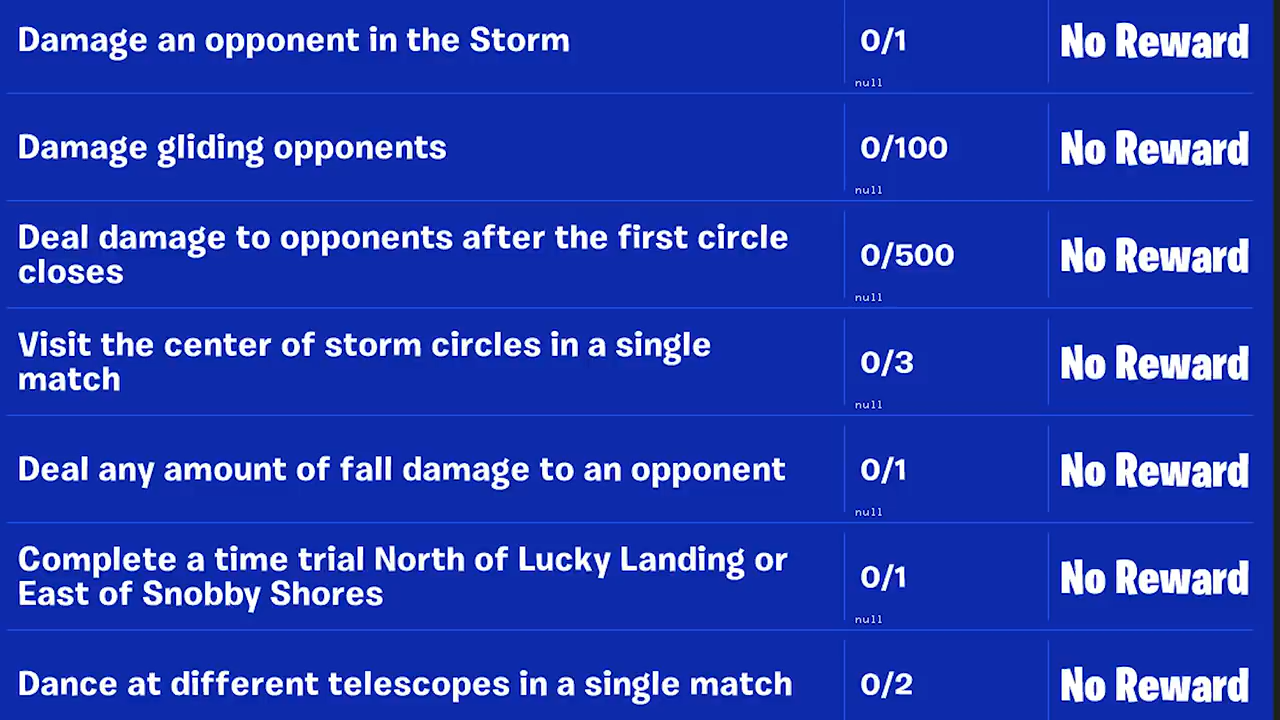 Damage an opponent in the Storm
0/1
null
No Reward
Damage gliding opponents
0/100
null
No Reward
Deal damage to opponents after the first circle
closes
0/500
null
No Reward
Visit the center of storm circles in a single
match
0/3
null
No Reward
Deal any amount of fall damage to an opponent
0/1
null
No Reward
Complete a time trial North of Lucky Landing or
East of Snobby Shores
0/1
null
No Reward
Dance at different telescopes in a single match
0/2
No Reward